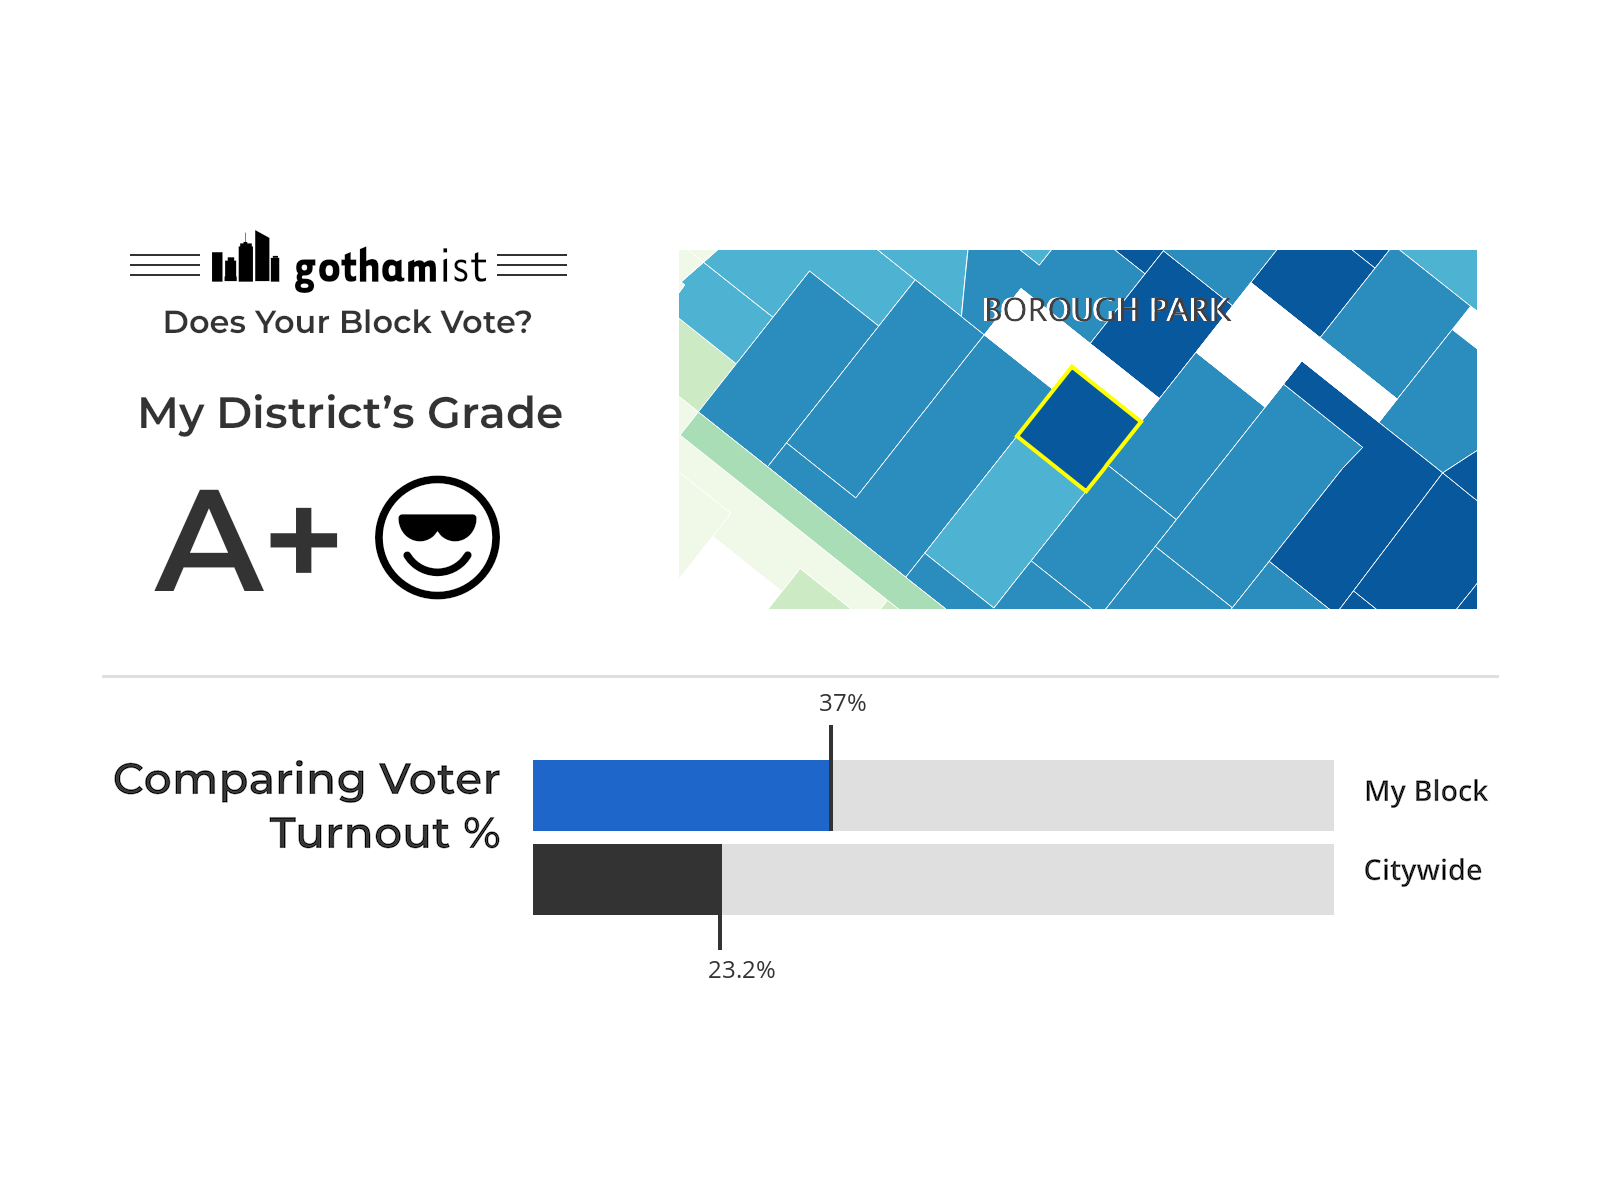 gothamist
Does Your Block Vote?
My District’s Grade
A+
BOROUGH PARK
37%
Comparing Voter
Turnout %
My Block
Citywide
23.2%